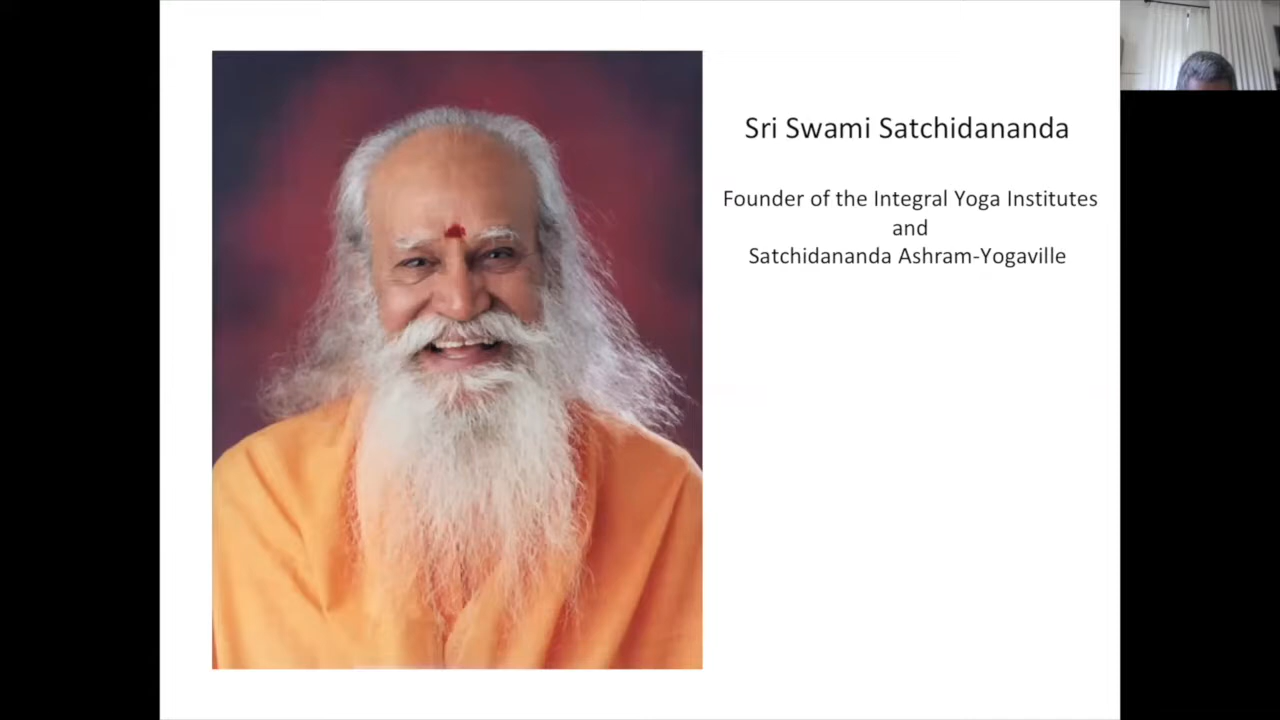 Sri Swami Satchidananda
Founder of the Integral Yoga Institutes
and
Satchidananda Ashram-Yogaville